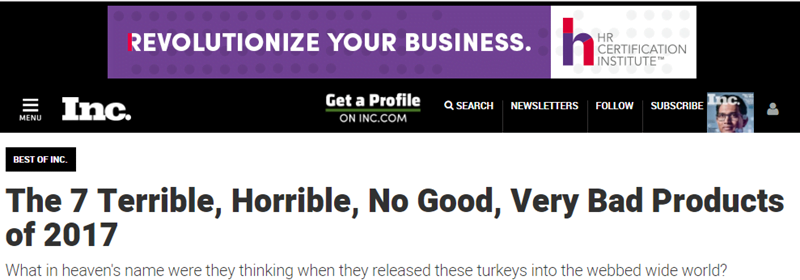 REVOLUTIONIZE YOUR BUSINESS.
h HR
CERTIFICATION
INSTITUTE™
MENU
Inc.
Get a Profile
ON INC.COM
SEARCH
NEWSLETTERS
FOLLOW
SUBSCRIBE
Inc.
BEST OF INC.
The 7 Terrible, Horrible, No Good, Very Bad Products
of 2017
What in heaven's name were they thinking when they released these turkeys into the webbed wide world?